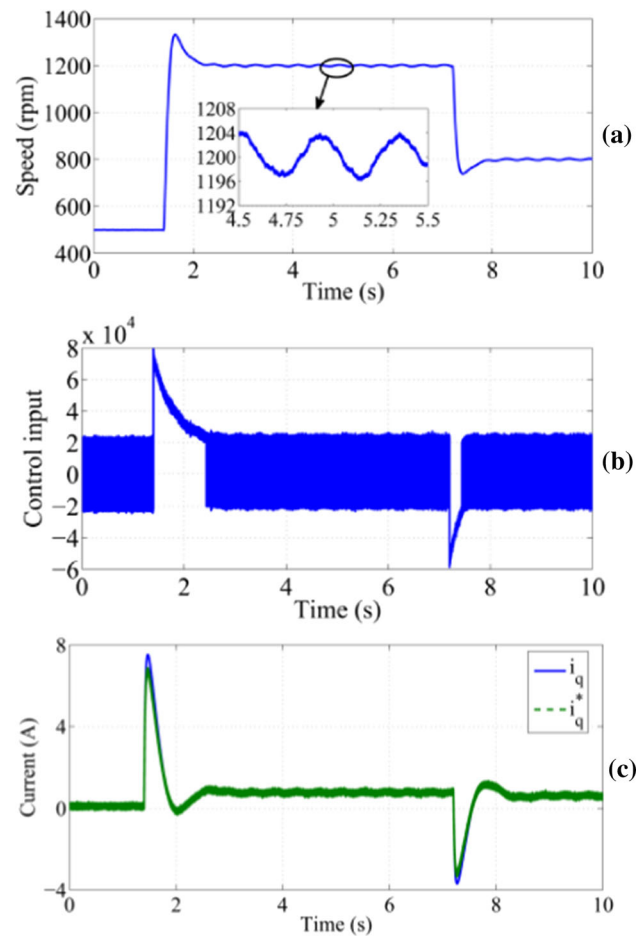 1400
1200
1000
800
600
400
Speed (rpm)
1208
1204
1200
1196
1192
4.5 4.75 5 5.25 5.5
0 2 4 6 8 10
Time (s)
(a)
x 10^4
8
6
4
2
0
−2
−4
−6
Control input
0 2 4 6 8 10
Time (s)
(b)
8
4
0
−4
Current (A)
i_q
i_q^*
0 2 4 6 8 10
Time (s)
(c)